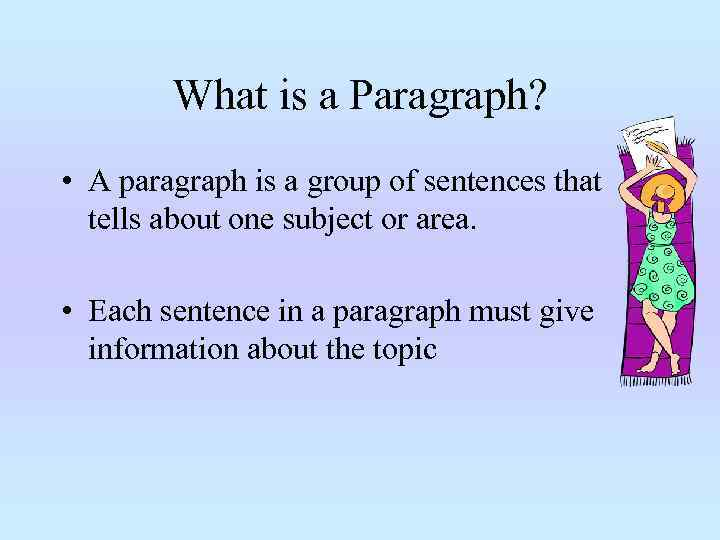 What is a Paragraph?
• A paragraph is a group of sentences that
tells about one subject or area.
• Each sentence in a paragraph must give
information about the topic